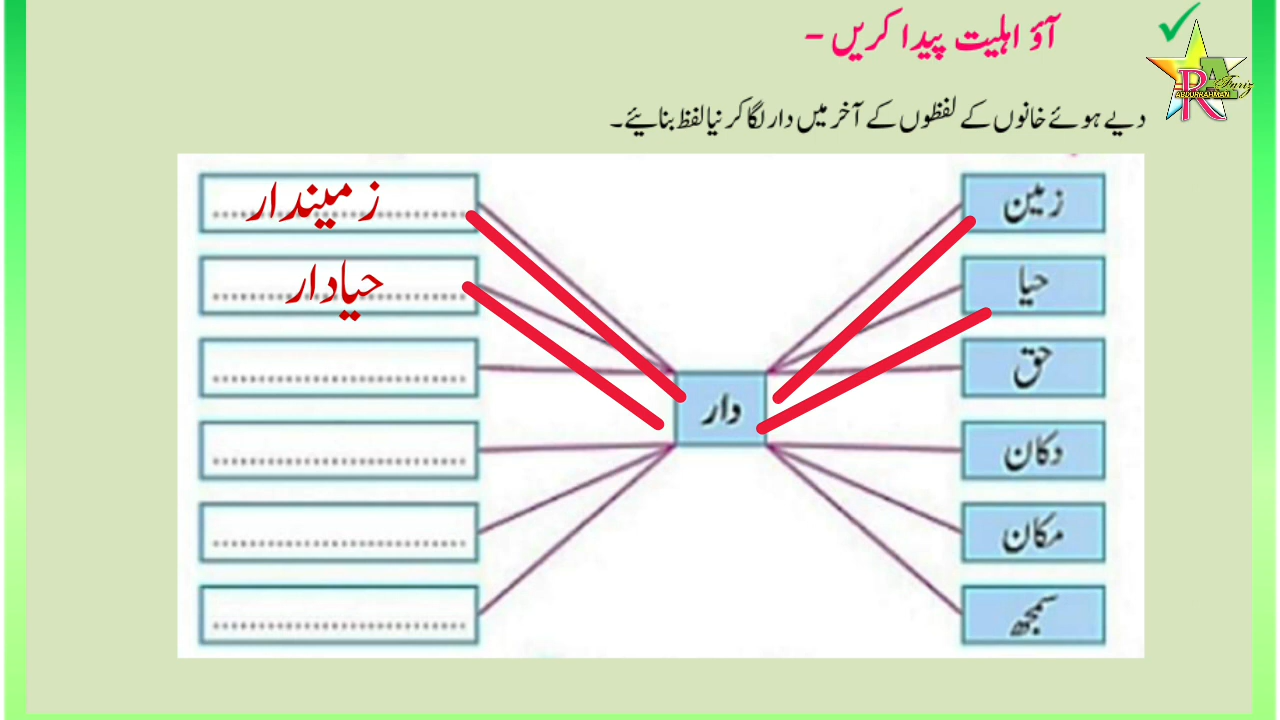 آؤ اہلیت پیدا کریں -
دیے ہوئے خانوں کے لفظوں کے آخر میں دار لگا کر نیا لفظ بنائیے۔
زمین
حیا
حق
دکان
مکان
سمجھ
دار
زمیندار
حیادار
ABDURRAHMAN